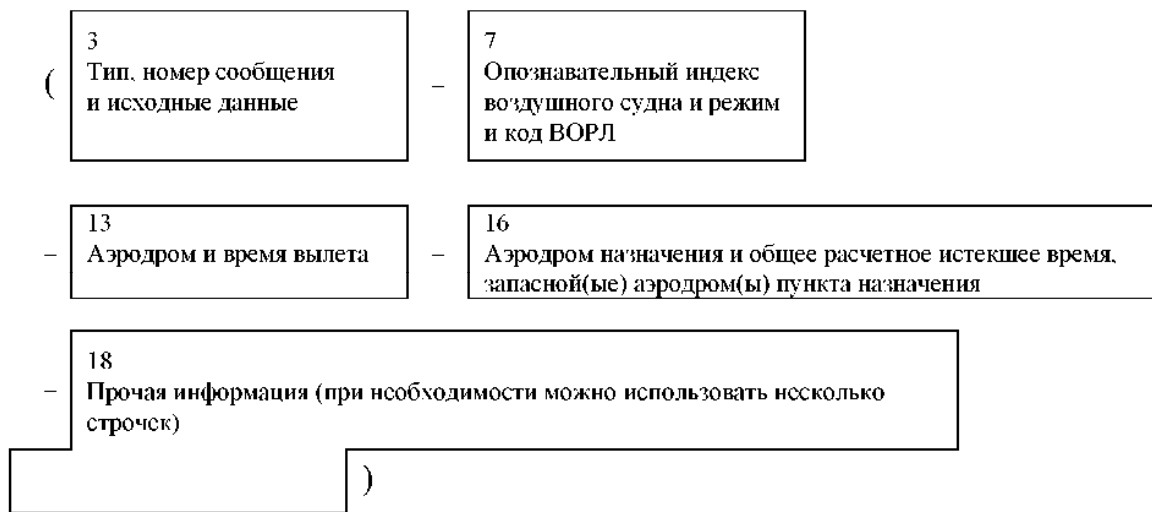 3
Тип, номер сообщения
и исходные данные
(
–
7
Опознавательный индекс
воздушного судна и режим
и код ВОРЛ
–
13
Аэродром и время вылета
–
16
Аэродром назначения и общее расчетное истекшее время,
запасной(ые) аэродром(ы) пункта назначения
–
18
Прочая информация (при необходимости можно использовать несколько
строчек)
)